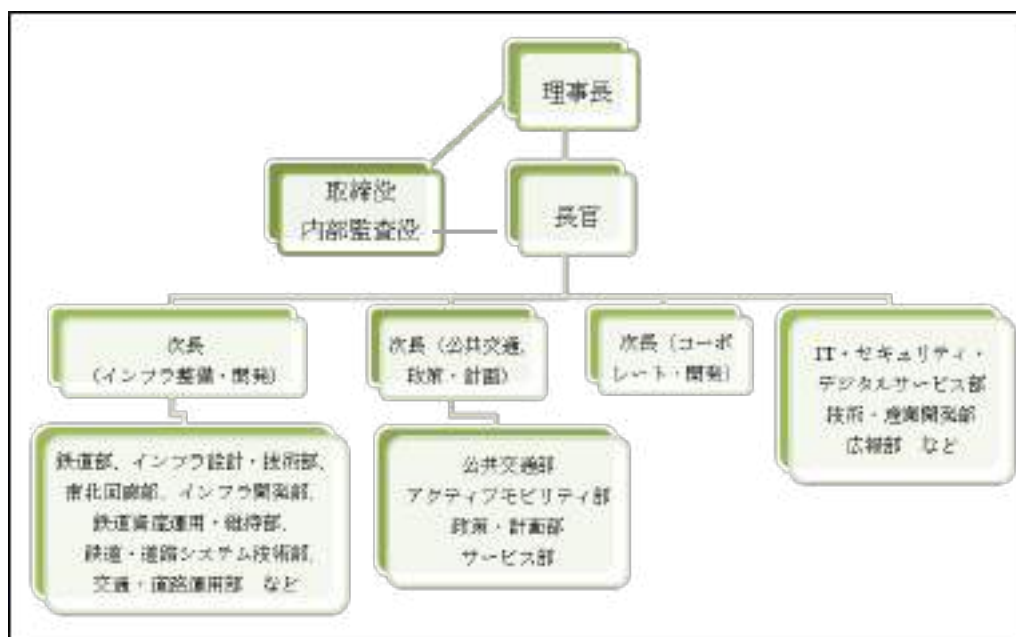 理事長
取締役
内部監査役
長官
次長
（インフラ整備・開発）
次長（公共交通、
政策・計画）
次長（コーポ
レート・開発）
IT・セキュリティ・
デジタルサービス部
技術・産業開発部
広報部　など
鉄道部、インフラ設計・技術部、
南北回廊部、インフラ開発部、
鉄道資産運用・維持部、
鉄道・道路システム技術部、
交通・道路運用部　など
公共交通部
アクティブモビリティ部
政策・計画部
サービス部